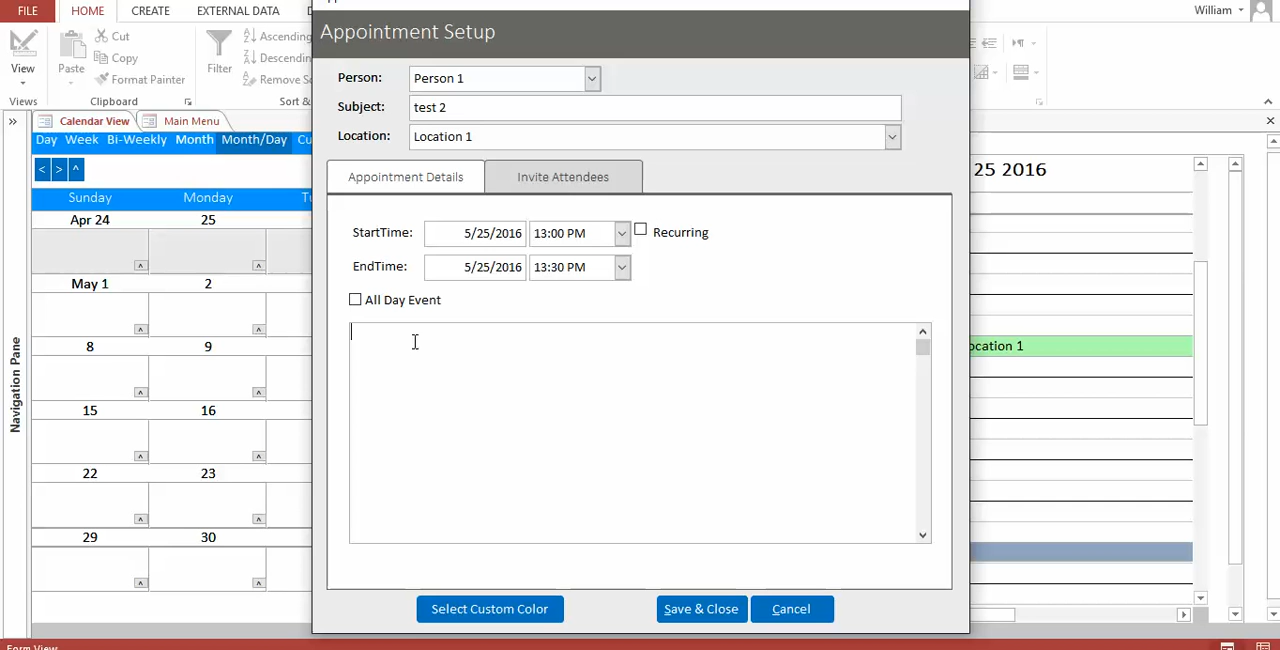 FILE HOME CREATE EXTERNAL DATA William
View Paste Cut Copy Format Painter Filter Ascending
Views Clipboard
Calendar View Main Menu
Day Week Bi-Weekly Month Month/Day
< > ^
Sunday Monday
Apr 24 25
May 1 2
8 9
15 16
22 23
29 30
Navigation Pane
Appointment Setup
Person: Person 1
Subject: test 2
Location: Location 1
Appointment Details Invite Attendees
StartTime: 5/25/2016 13:00 PM Recurring
EndTime: 5/25/2016 13:30 PM
All Day Event
Select Custom Color Save & Close Cancel
25 2016
ocation 1
Form View